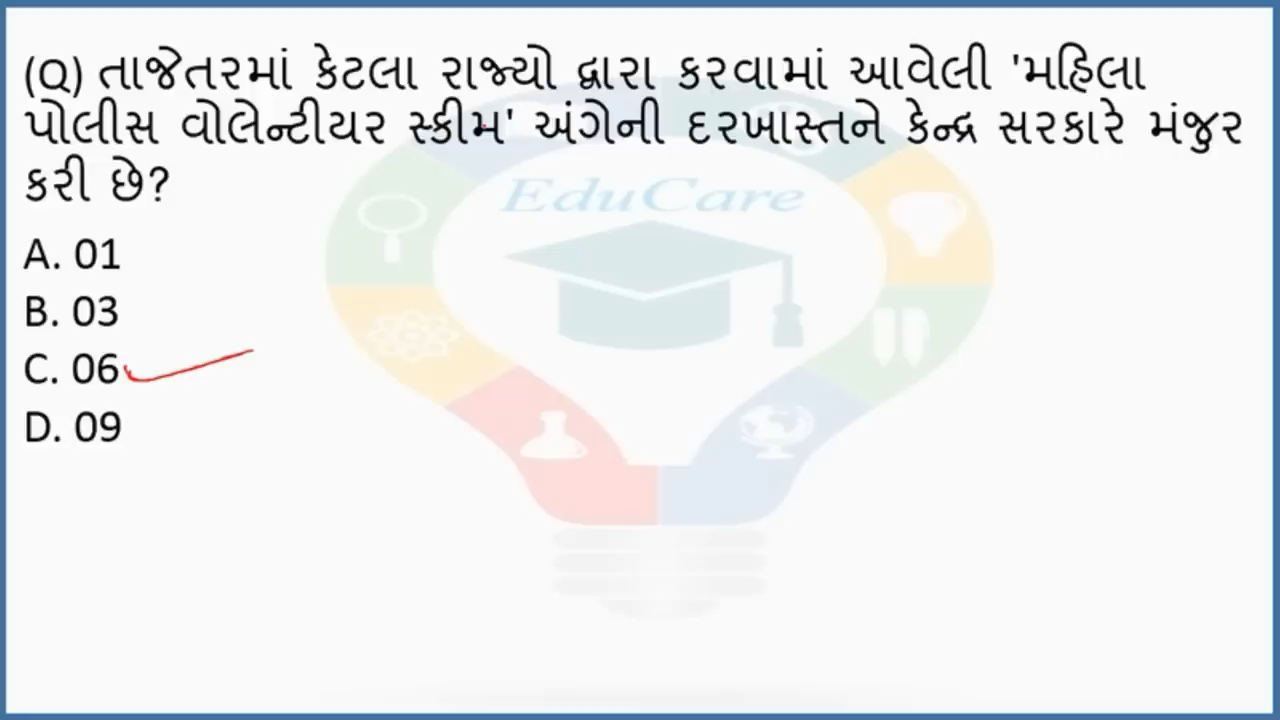 (Q) તાજેતરમાં કેટલા રાજ્યો દ્વારા કરવામાં આવેલી 'મહિલા
પોલીસ વોલેન્ટીયર સ્કીમ' અંગેની દરખાસ્તને કેન્દ્ર સરકારે મંજુર
કરી છે?
EduCare
A. 01
B. 03
C. 06
D. 09